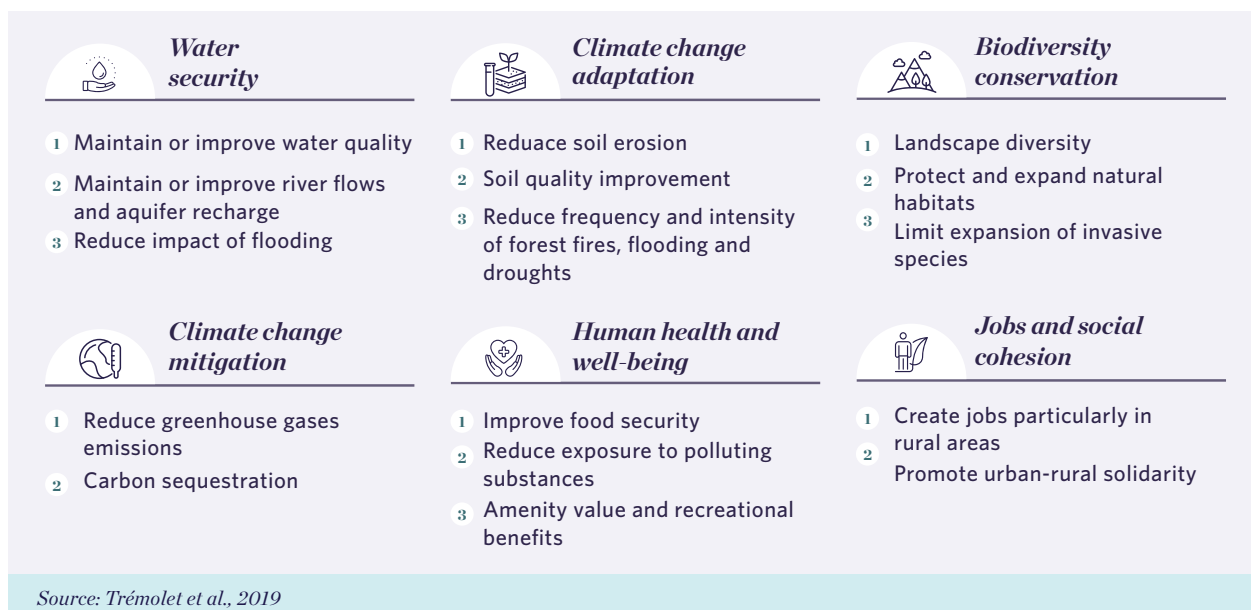 Water
security
1 Maintain or improve water quality
2 Maintain or improve river flows
and aquifer recharge
3 Reduce impact of flooding
Climate change
adaptation
1 Reduace soil erosion
2 Soil quality improvement
3 Reduce frequency and intensity
of forest fires, flooding and
droughts
Biodiversity
conservation
1 Landscape diversity
2 Protect and expand natural
habitats
3 Limit expansion of invasive
species
Climate change
mitigation
1 Reduce greenhouse gases
emissions
2 Carbon sequestration
Human health and
well-being
1 Improve food security
2 Reduce exposure to polluting
substances
3 Amenity value and recreational
benefits
Jobs and social
cohesion
1 Create jobs particularly in
rural areas
2 Promote urban-rural solidarity
Source: Trémolet et al., 2019